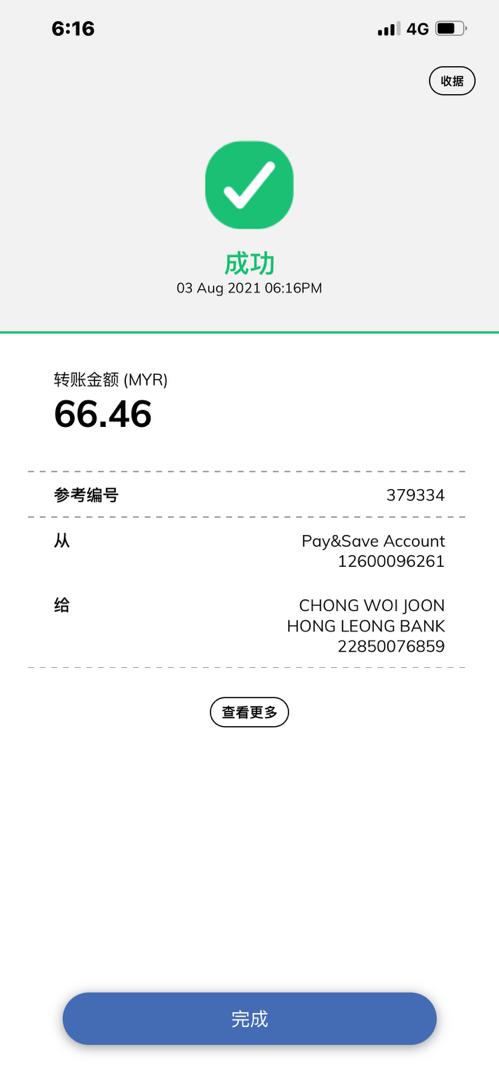 6:16
4G
收据
成功
03 Aug 2021 06:16PM
转账金额 (MYR)
66.46
参考编号 379334
从 Pay&Save Account
12600096261
给 CHONG WOI JOON
HONG LEONG BANK
22850076859
查看更多
完成